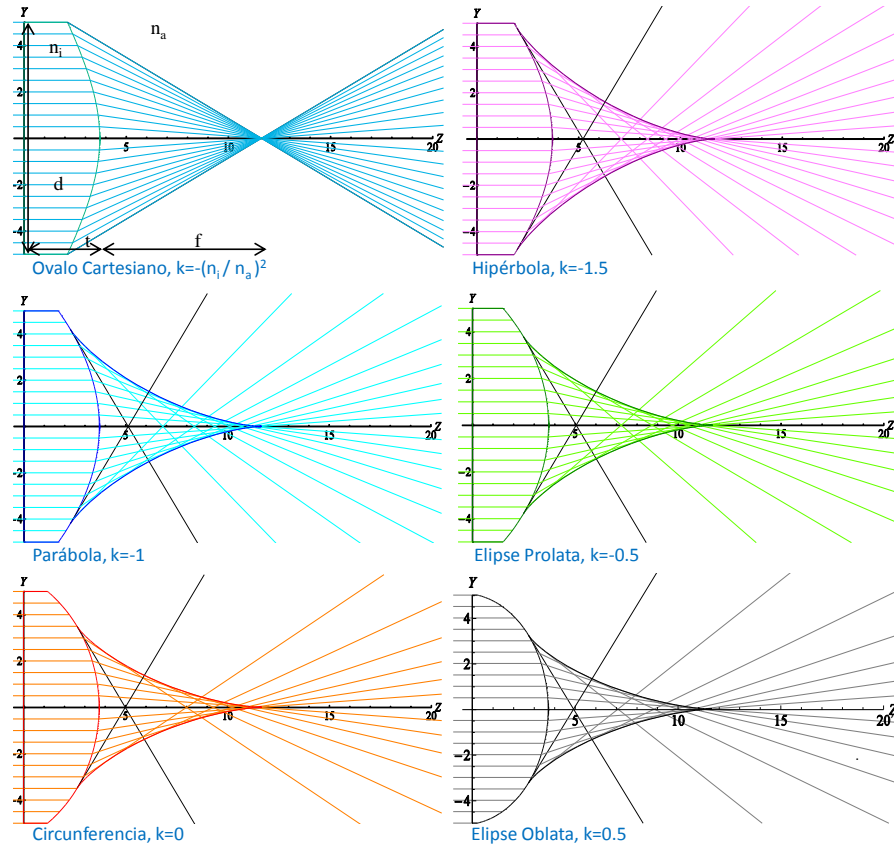 Y
4
2
-2
-4
5
10
15
20
Z
n_i
n_a
d
t
f
Ovalo Cartesiano, k=-(n_i / n_a)^2
Y
4
2
-2
-4
5
10
15
20
Z
Hipérbola, k=-1.5
Y
4
2
-2
-4
5
10
15
20
Z
Parábola, k=-1
Y
4
2
-2
-4
5
10
15
20
Z
Elipse Prolata, k=-0.5
Y
4
2
-2
-4
5
10
15
20
Z
Circunferencia, k=0
Y
4
2
-2
-4
5
10
15
20
Z
Elipse Oblata, k=0.5